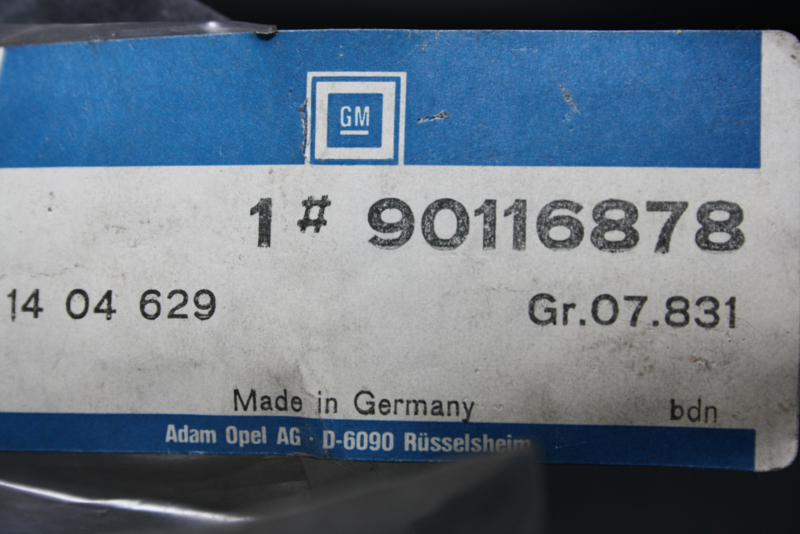 GM
1 # 90116878
14 04 629 Gr.07.831
Made in Germany bdn
Adam Opel AG · D-6090 Rüsselsheim